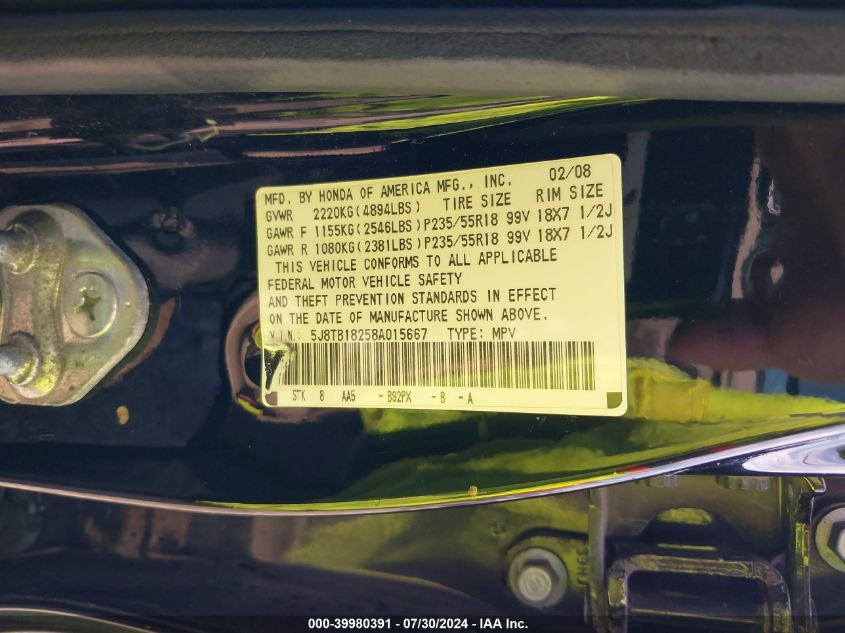 MFD. BY HONDA OF AMERICA MFG., INC. 02/08
GVWR 2220KG(4894LBS) TIRE SIZE RIM SIZE
GAWR F 1155KG(2546LBS)P235/55R18 99V 18X7 1/2J
GAWR R 1080KG(2381LBS)P235/55R18 99V 18X7 1/2J
THIS VEHICLE CONFORMS TO ALL APPLICABLE
FEDERAL MOTOR VEHICLE SAFETY
AND THEFT PREVENTION STANDARDS IN EFFECT
ON THE DATE OF MANUFACTURE SHOWN ABOVE.
V.I.N.: 5J8TB18258A015667 TYPE: MPV
STK 8 AA5 -B92PX -B -A
000-39980391 / 07/30/2024 - IAA Inc.